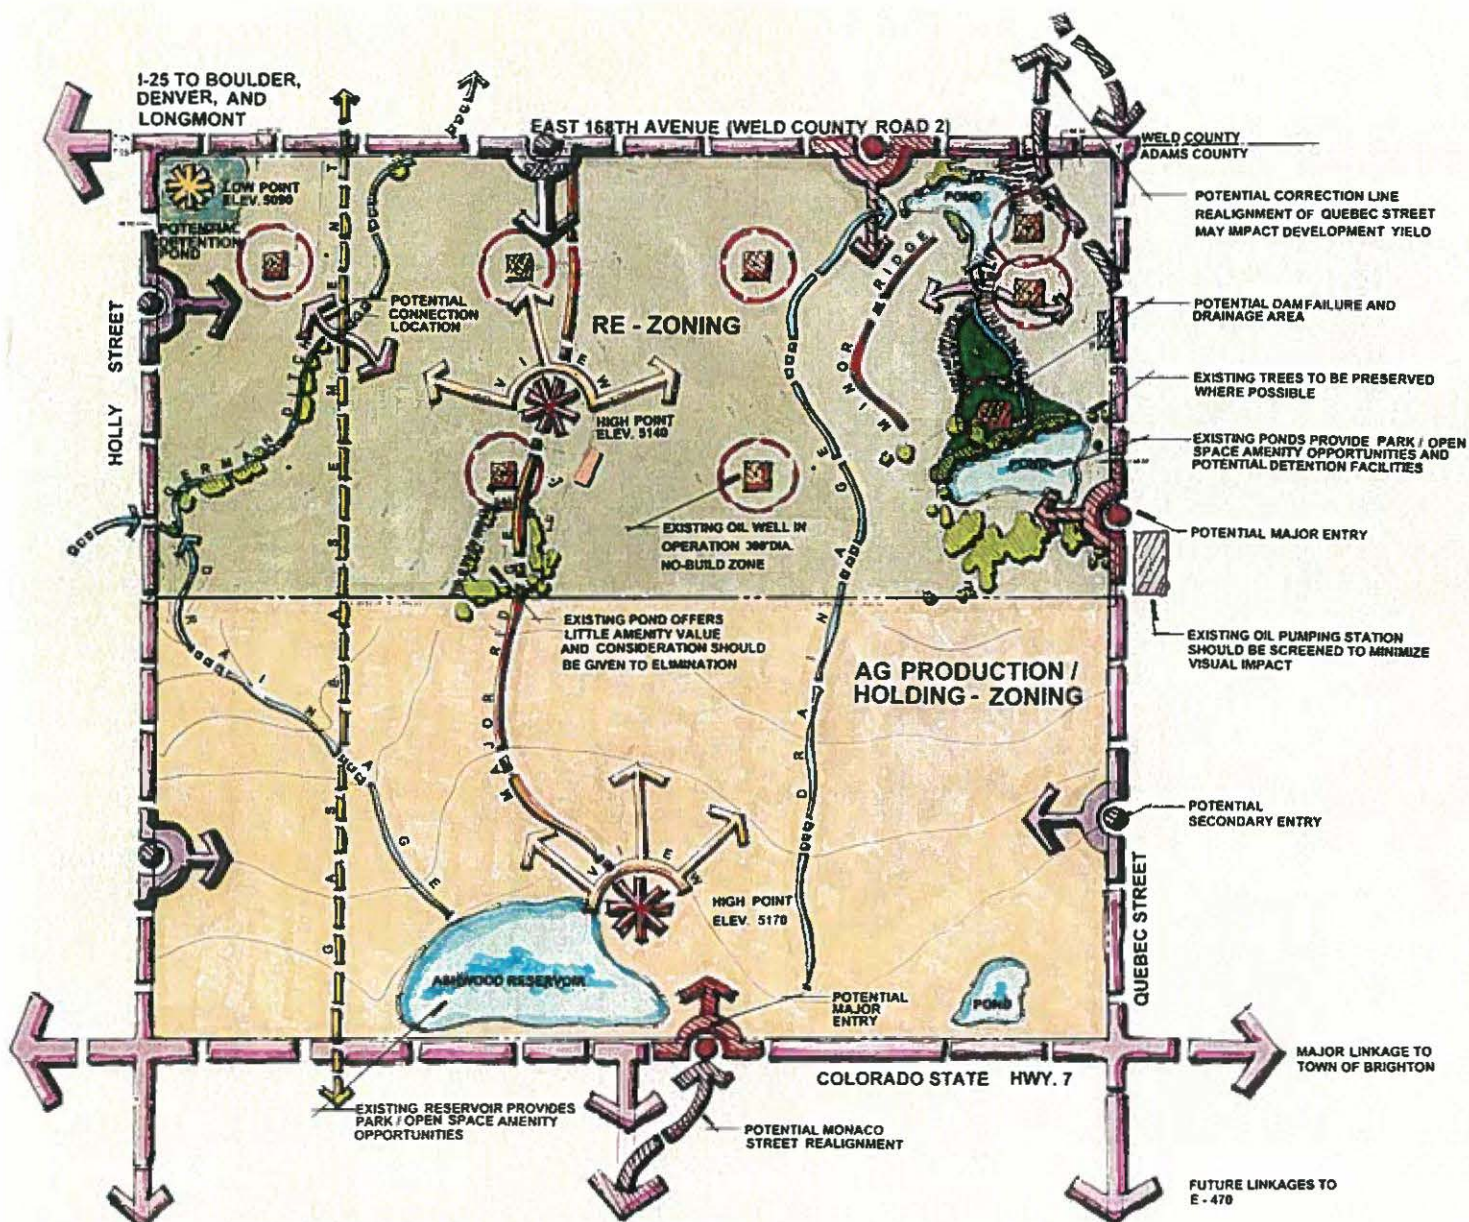 I-25 TO BOULDER,
DENVER, AND
LONGMONT
EAST 168TH AVENUE (WELD COUNTY ROAD 2)
WELD COUNTY
ADAMS COUNTY
LOW POINT
ELEV. 5090
POTENTIAL
DETENTION
POND
POND
POTENTIAL CORRECTION LINE
REALIGNMENT OF QUEBEC STREET
MAY IMPACT DEVELOPMENT YIELD
HOLLY STREET
POTENTIAL
CONNECTION
LOCATION
RE - ZONING
MINOR RIDGE
POTENTIAL DAM FAILURE AND
DRAINAGE AREA
VIEW
HIGH POINT
ELEV. 5140
EXISTING TREES TO BE PRESERVED
WHERE POSSIBLE
GERMAN DITCH
POND
EXISTING PONDS PROVIDE PARK / OPEN
SPACE AMENITY OPPORTUNITIES AND
POTENTIAL DETENTION FACILITIES
EXISTING OIL WELL IN
OPERATION 300'DIA.
NO-BUILD ZONE
POTENTIAL MAJOR ENTRY
EXISTING POND OFFERS
LITTLE AMENITY VALUE
AND CONSIDERATION SHOULD
BE GIVEN TO ELIMINATION
EXISTING OIL PUMPING STATION
SHOULD BE SCREENED TO MINIMIZE
VISUAL IMPACT
AG PRODUCTION /
HOLDING - ZONING
DRAINAGE
GAS EASEMENT
MAJOR RIDGE
DRAINAGE
POTENTIAL
SECONDARY ENTRY
VIEW
HIGH POINT
ELEV. 5170
QUEBEC STREET
ASHWOOD RESERVOIR
POTENTIAL
MAJOR
ENTRY
POND
COLORADO STATE HWY. 7
MAJOR LINKAGE TO
TOWN OF BRIGHTON
EXISTING RESERVOIR PROVIDES
PARK / OPEN SPACE AMENITY
OPPORTUNITIES
POTENTIAL MONACO
STREET REALIGNMENT
FUTURE LINKAGES TO
E - 470